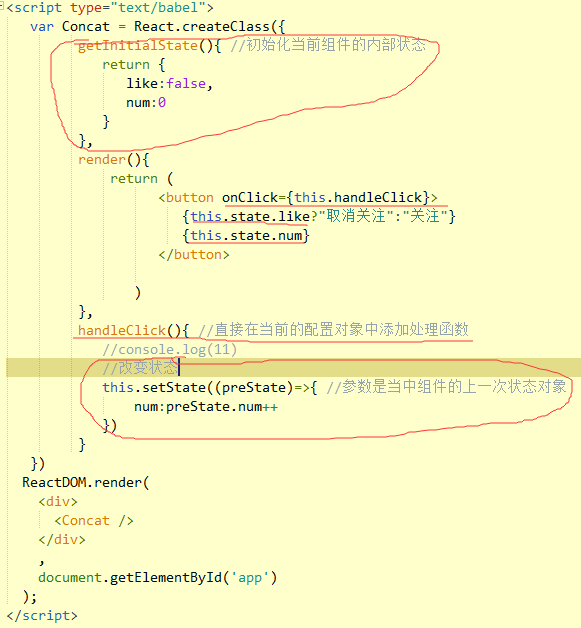 <script type="text/babel">
var Concat = React.createClass({
getInitialState(){ //初始化当前组件的内部状态
return {
like:false,
num:0
}
},
render(){
return (
<button onClick={this.handleClick}>
{this.state.like?"取消关注":"关注"}
{this.state.num}
</button>
)
},
handleClick(){ //直接在当前的配置对象中添加处理函数
//console.log(11)
//改变状态
this.setState((preState)=>{ //参数是当中组件的上一次状态对象
num:preState.num++
})
}
})
ReactDOM.render(
<div>
<Concat />
</div>
,
document.getElementById('app')
);
</script>